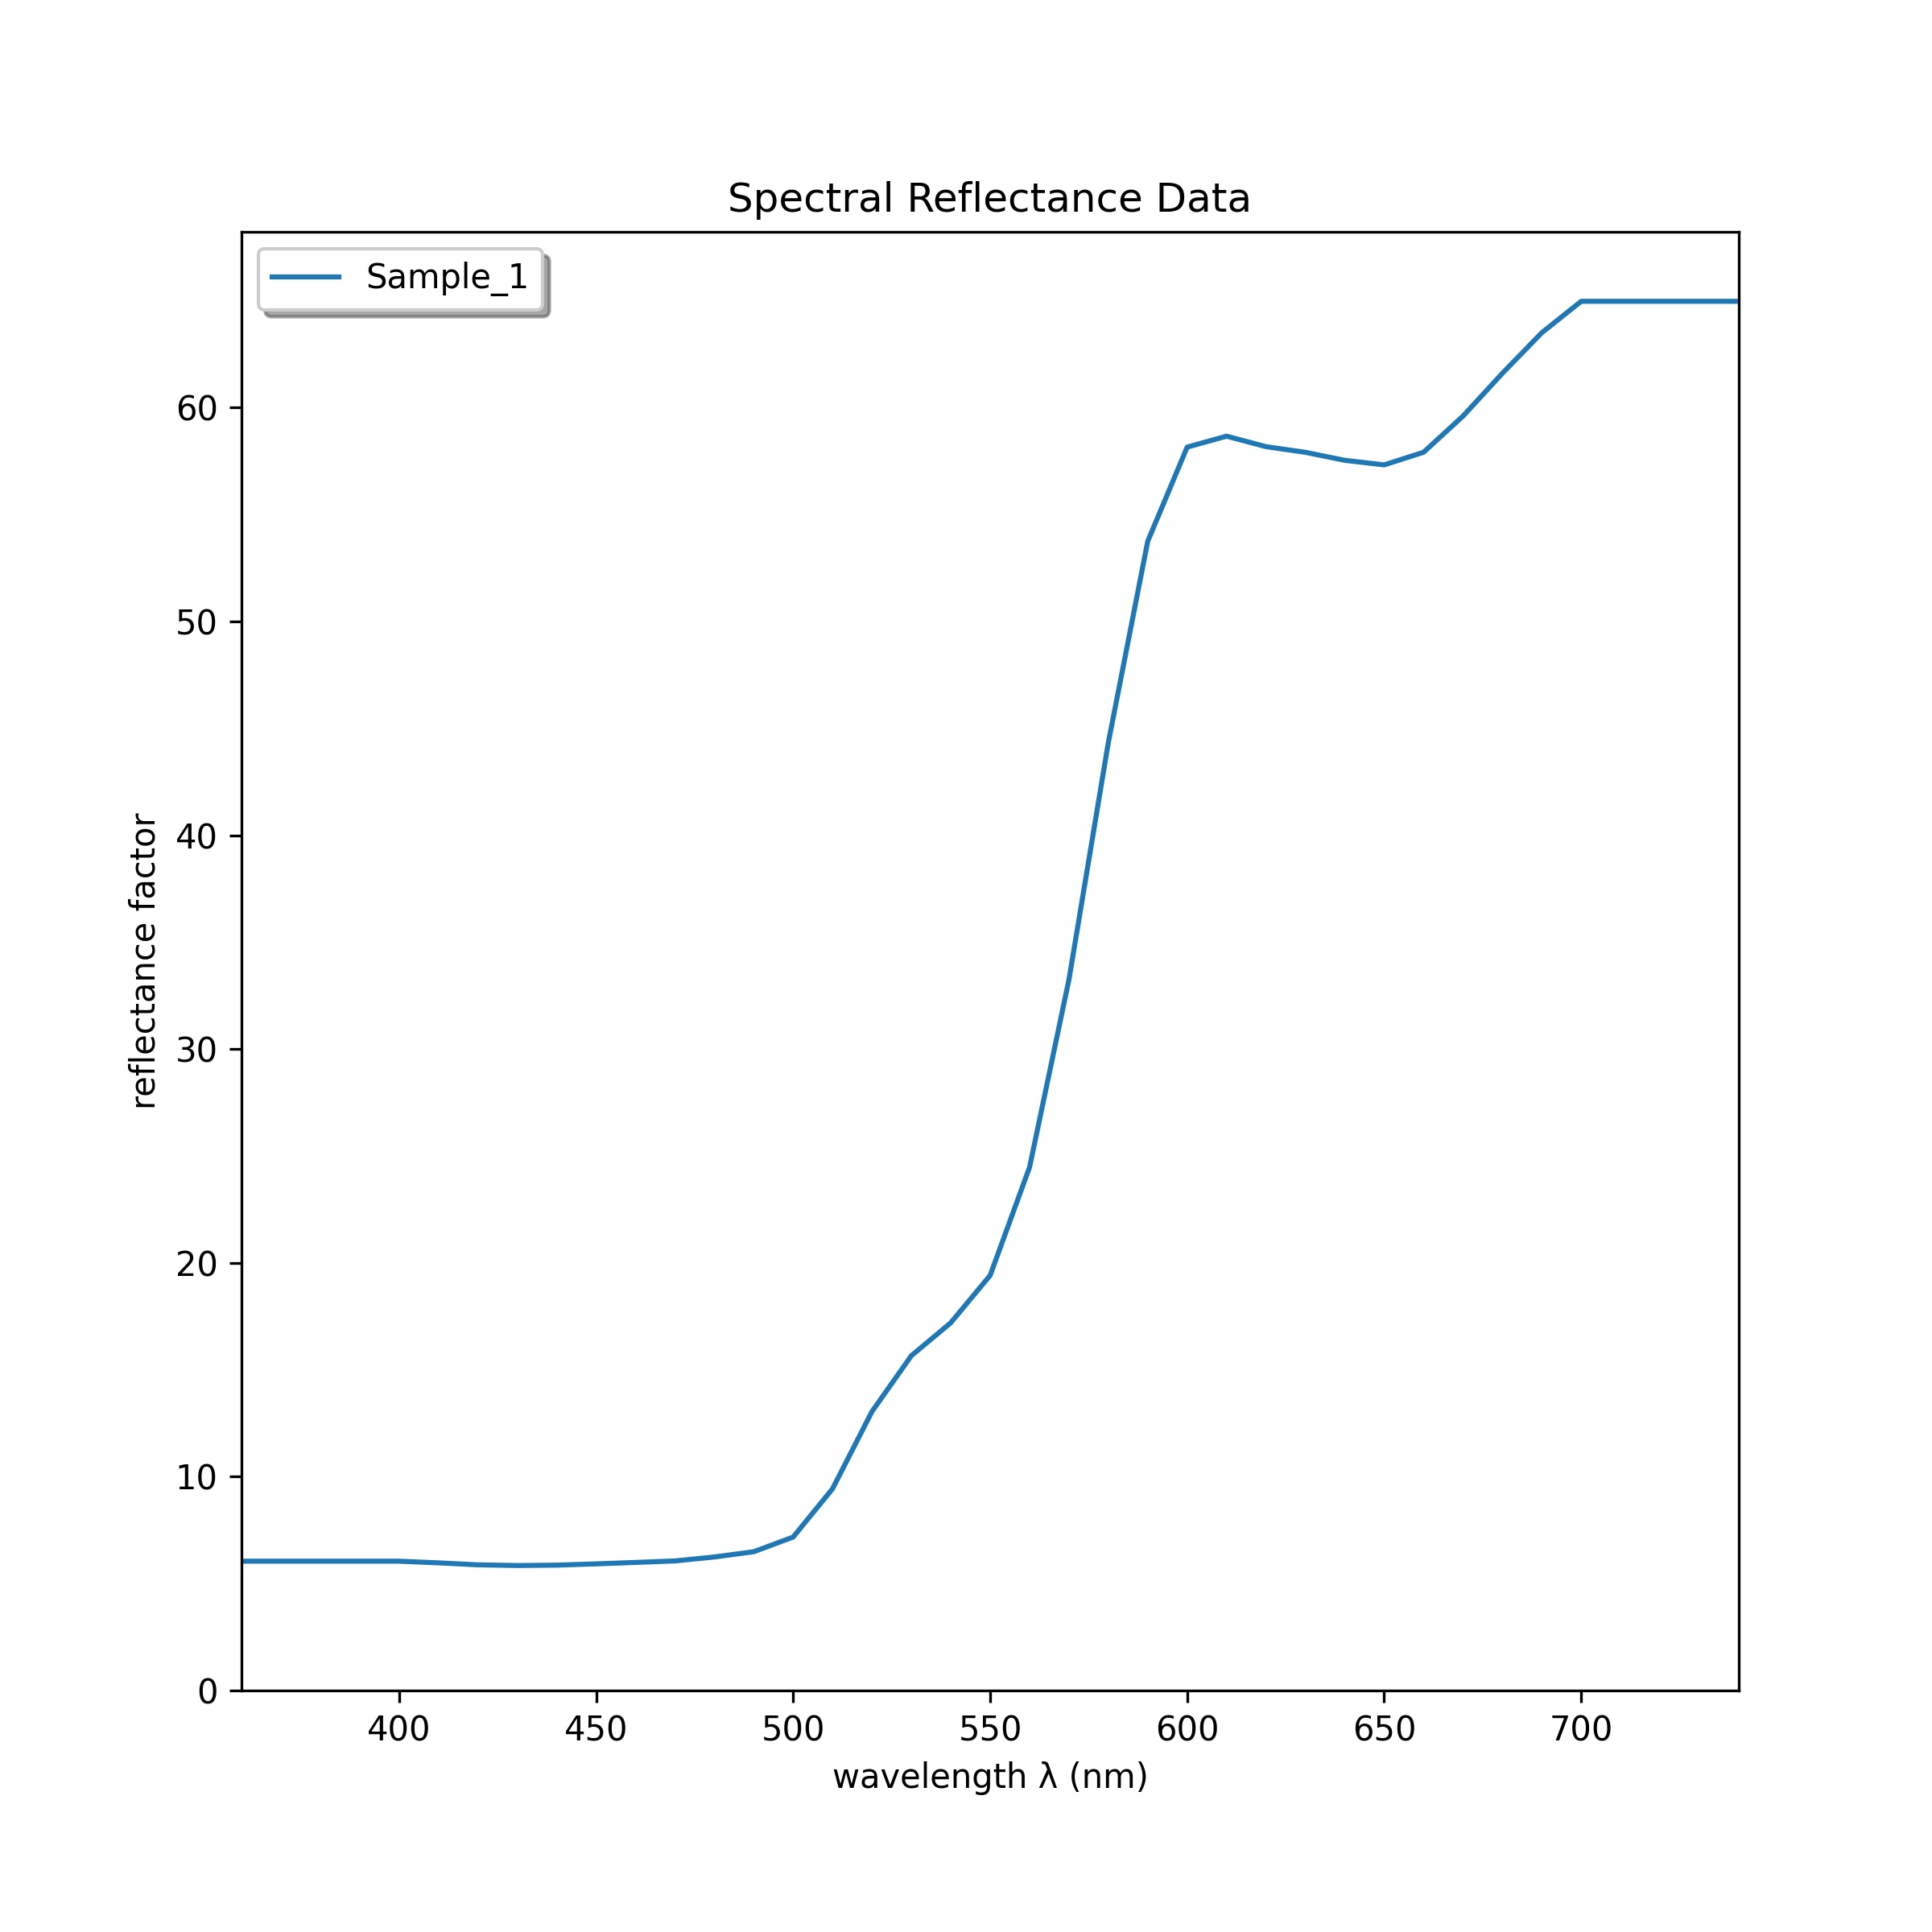 Spectral Reflectance Data
Sample_1
60
50
40
30
20
10
0
reflectance factor
400 450 500 550 600 650 700
wavelength λ (nm)